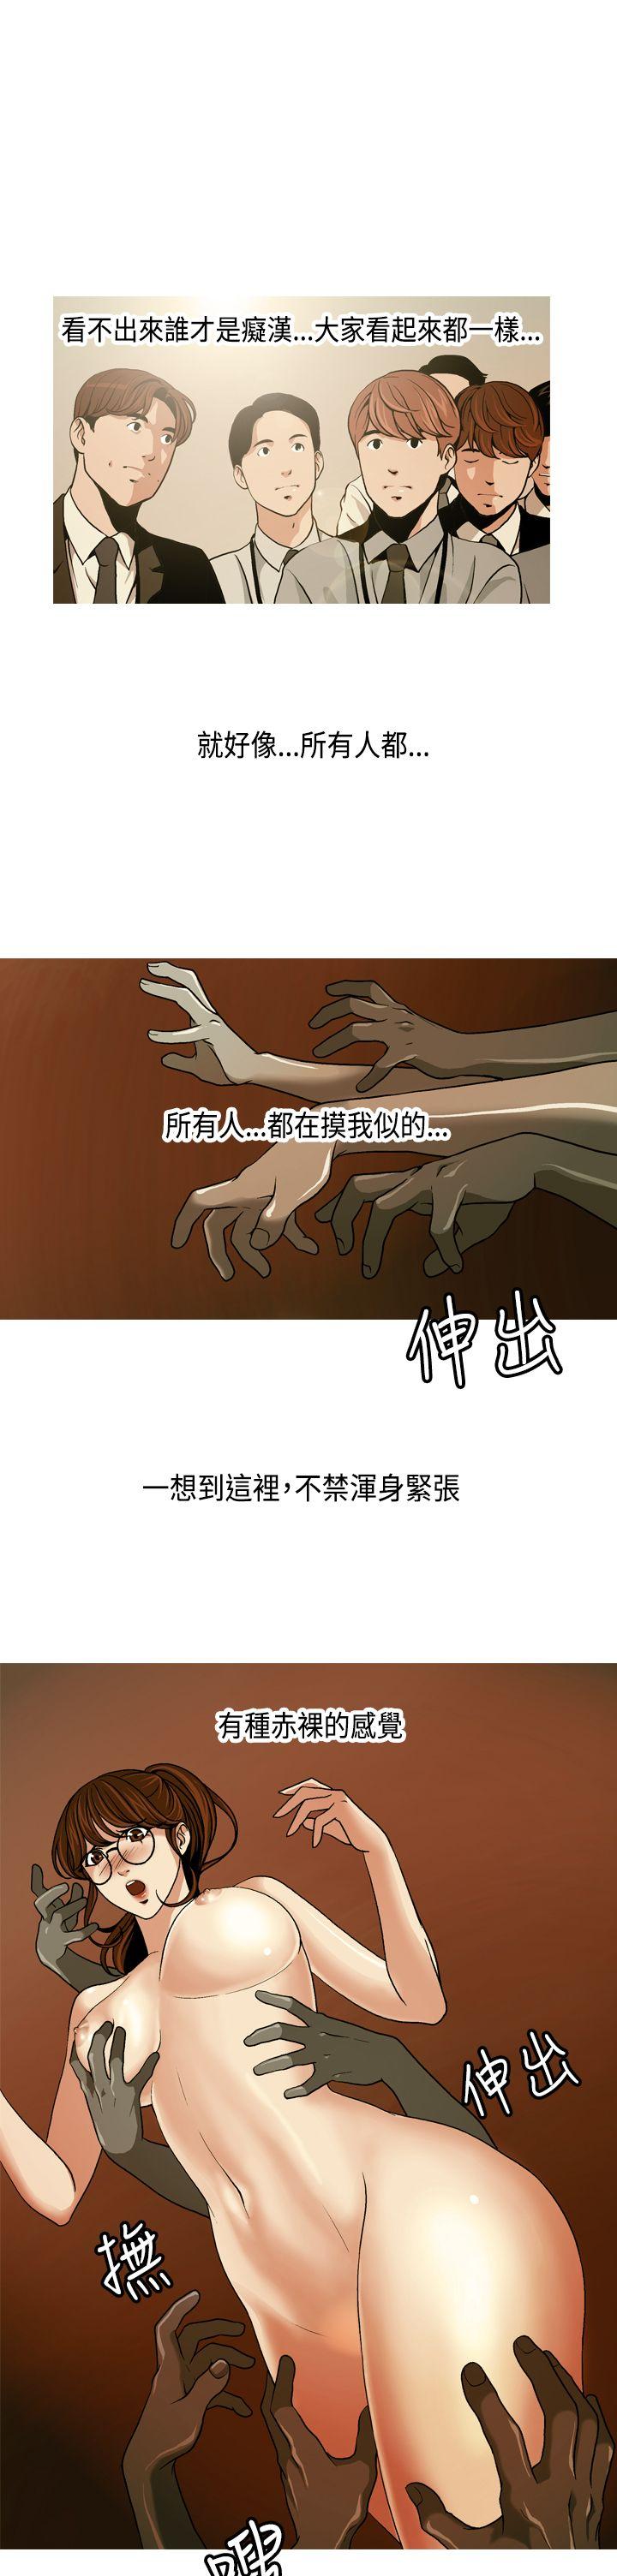 看不出來誰才是癡漢...大家看起來都一樣...
就好像...所有人都...
所有人...都在摸我似的...
伸出
一想到這裡,不禁渾身緊張
有種赤裸的感覺
伸出
撫